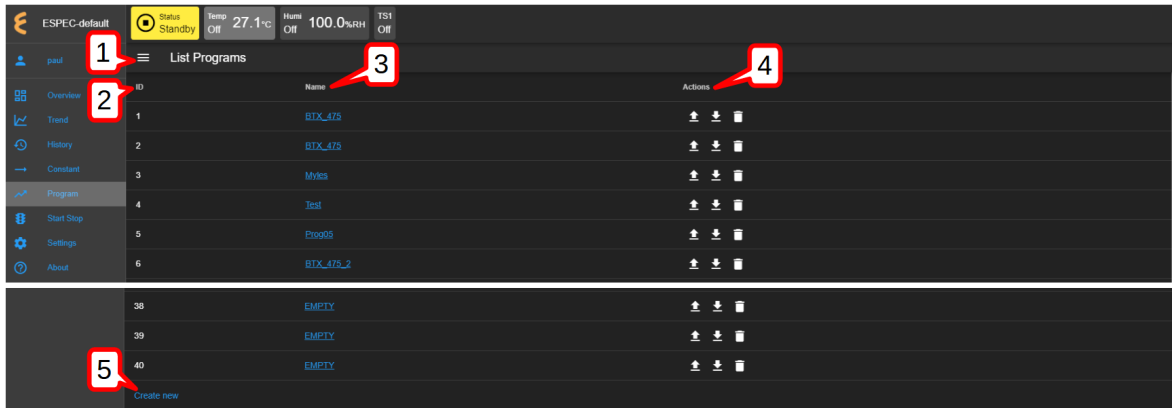 ESPEC-default
Status
Standby
Temp
Off
27.1°C
Humi
Off
100.0%RH
TS1
Off
paul
1
List Programs
3
4
2
ID
Name
Actions
Overview
Trend
History
Constant
Program
Start Stop
Settings
About
1
BTX_475
2
BTX_475
3
Myles
4
Test
5
Prog05
6
BTX_475_2
38
EMPTY
39
EMPTY
40
EMPTY
5
Create new